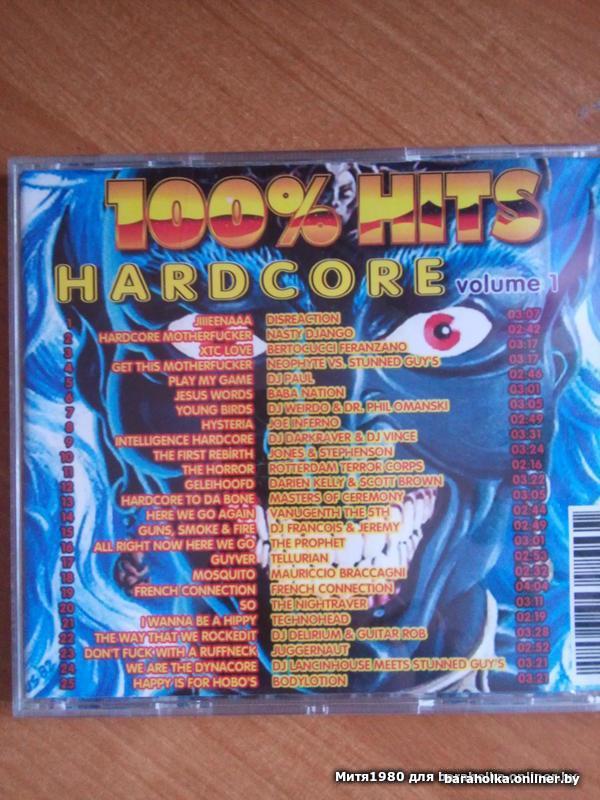 100% HITS
HARDCORE volume 1
1 JIIIEENAAA DISREACTION 03:07
2 HARDCORE MOTHERFUCKER NASTY DJANGO 02:42
3 XTC LOVE BERTOCUCCI FERANZANO 03:17
4 GET THIS MOTHERFUCKER NEOPHYTE VS. STUNNED GUY'S 03:17
5 PLAY MY GAME DJ PAUL 02:46
6 JESUS WORDS BABA NATION 03:01
7 YOUNG BIRDS DJ WEIRDO & DR. PHIL OMANSKI 03:05
8 HYSTERIA JOE INFERNO 02:49
9 INTELLIGENCE HARDCORE DJ DARKRAVER & DJ VINCE 03:31
10 THE FIRST REBIRTH JONES & STEPHENSON 03:24
11 THE HORROR ROTTERDAM TERROR CORPS 02:16
12 GELEIHOOFD DARIEN KELLY & SCOTT BROWN 03:22
13 HARDCORE TO DA BONE MASTERS OF CEREMONY 03:05
14 HERE WE GO AGAIN VANUGENTH THE 5TH 02:44
15 GUNS, SMOKE & FIRE DJ FRANCOIS & JEREMY 02:49
16 ALL RIGHT NOW HERE WE GO THE PROPHET 03:01
17 GUYVER TELLURIAN 02:53
18 MOSQUITO MAURICCIO BRACCAGNI 02:32
19 FRENCH CONNECTION FRENCH CONNECTION 04:04
20 SO THE NIGHTRAVER 03:11
21 I WANNA BE A HIPPY TECHNOHEAD 02:19
22 THE WAY THAT WE ROCKEDIT DJ DELIRIUM & GUITAR ROB 03:28
23 DON'T FUCK WITH A RUFFNECK JUGGERNAUT 02:52
24 WE ARE THE DYNACORE DJ LANCINHOUSE MEETS STUNNED GUY'S 03:21
25 HAPPY IS FOR HOBO'S BODYLOTION 03:21
Митя1980 для baraholka.onliner.by
baraholka.onliner.by